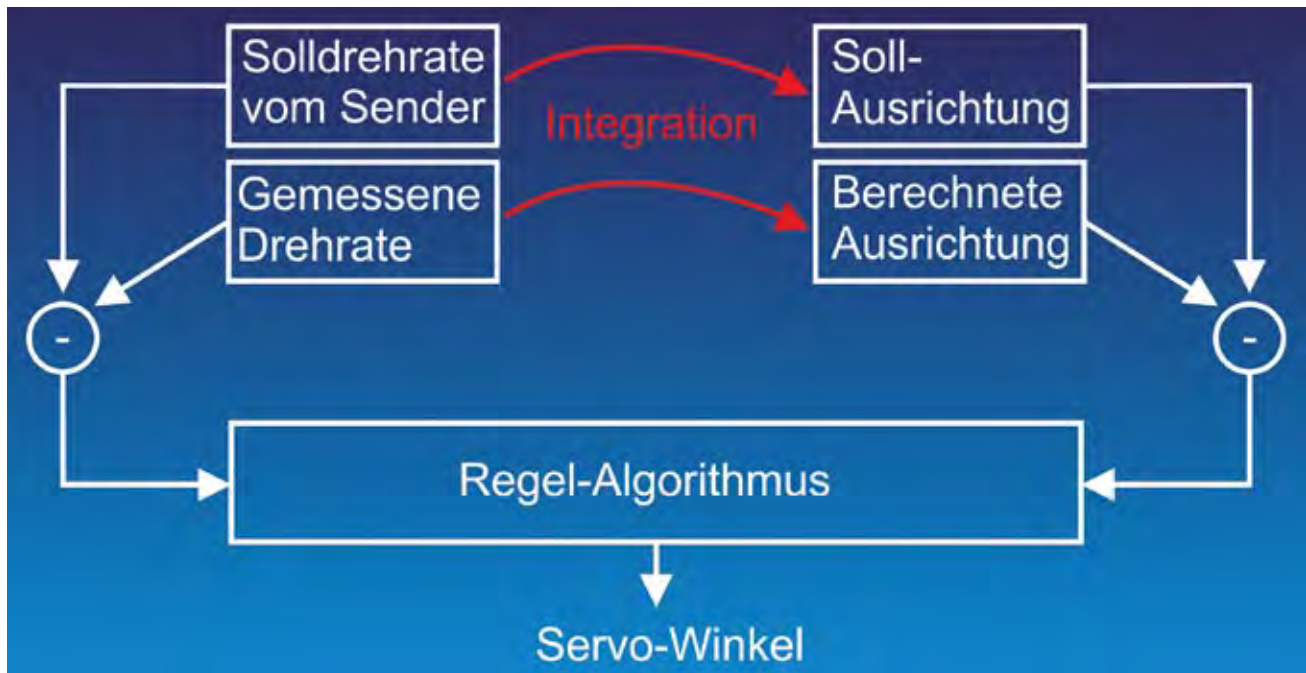 Solldrehrate
vom Sender
Integration
Soll-
Ausrichtung
Gemessene
Drehrate
Berechnete
Ausrichtung
-
-
Regel-Algorithmus
Servo-Winkel